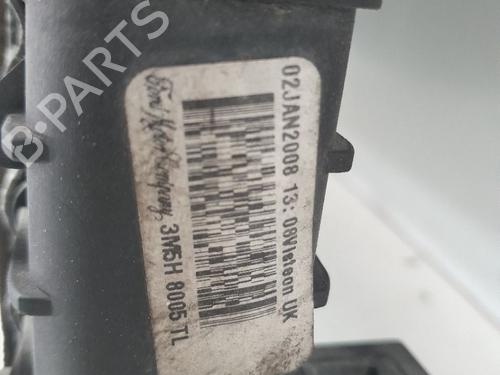 02JAN2008 13:08Visteon UK
Ford Motor Company, 3M5H 8005 TL
B-PARTS